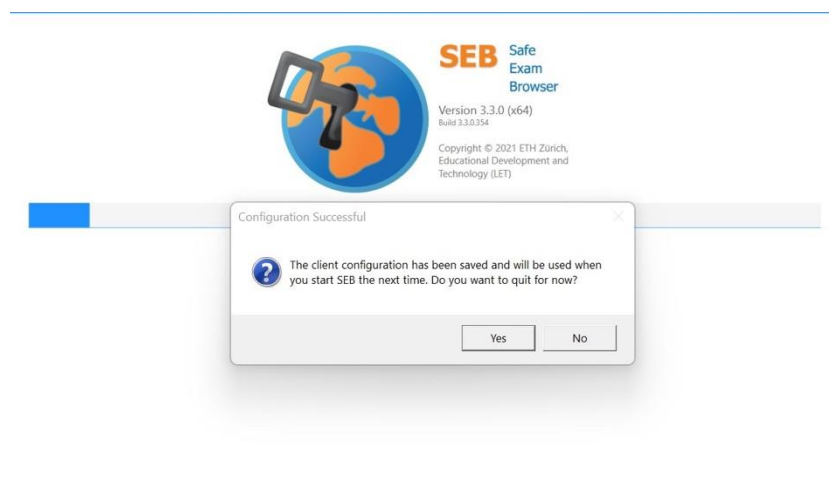 SEB
Safe
Exam
Browser
Version 3.3.0 (x64)
Build 3.3.0.354
Copyright © 2021 ETH Zürich,
Educational Development and
Technology (LET)
Configuration Successful
The client configuration has been saved and will be used when
you start SEB the next time. Do you want to quit for now?
Yes
No